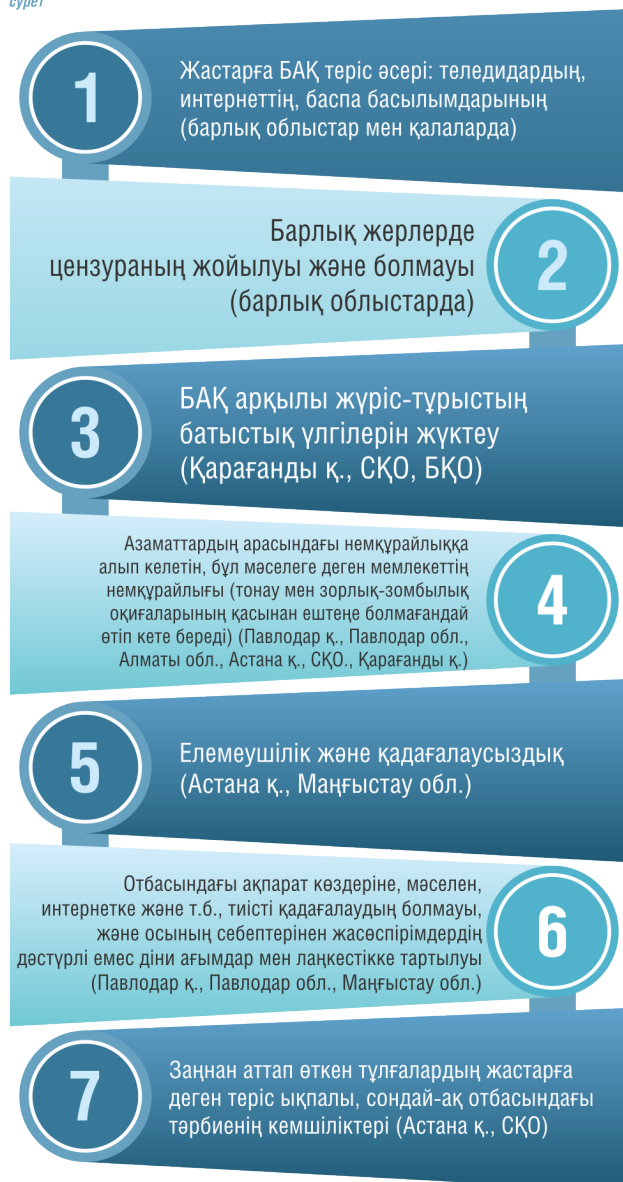 сурет
1
Жастарға БАҚ теріс әсері: теледидардың,
интернеттің, баспа басылымдарының
(барлық облыстар мен қалаларда)
Барлық жерлерде
цензураның жойылуы және болмауы
(барлық облыстарда)
2
3
БАҚ арқылы жүріс-тұрыстың
батыстық үлгілерін жүктеу
(Қарағанды қ., СҚО, БҚО)
Азаматтардың арасындағы немқұрайлыққа
алып келетін, бұл мәселеге деген мемлекеттің
немқұрайлығы (тонау мен зорлық-зомбылық
оқиғаларының қасынан ештеңе болмағандай
өтіп кете береді) (Павлодар қ., Павлодар обл.,
Алматы обл., Астана қ., СҚО., Қарағанды қ.)
4
5
Елемеушілік және қадағалаусыздық
(Астана қ., Маңғыстау обл.)
Отбасындағы ақпарат көздеріне, мәселен,
интернетке және т.б., тиісті қадағалаудың болмауы,
және осының себептерінен жасөспірімдердің
дәстүрлі емес діни ағымдар мен лаңкестікке тартылуы
(Павлодар қ., Павлодар обл., Маңғыстау обл.)
6
7
Заңнан аттап өткен тұлғалардың жастарға
деген теріс ықпалы, сондай-ақ отбасындағы
тәрбиенің кемшіліктері (Астана қ., СҚО)